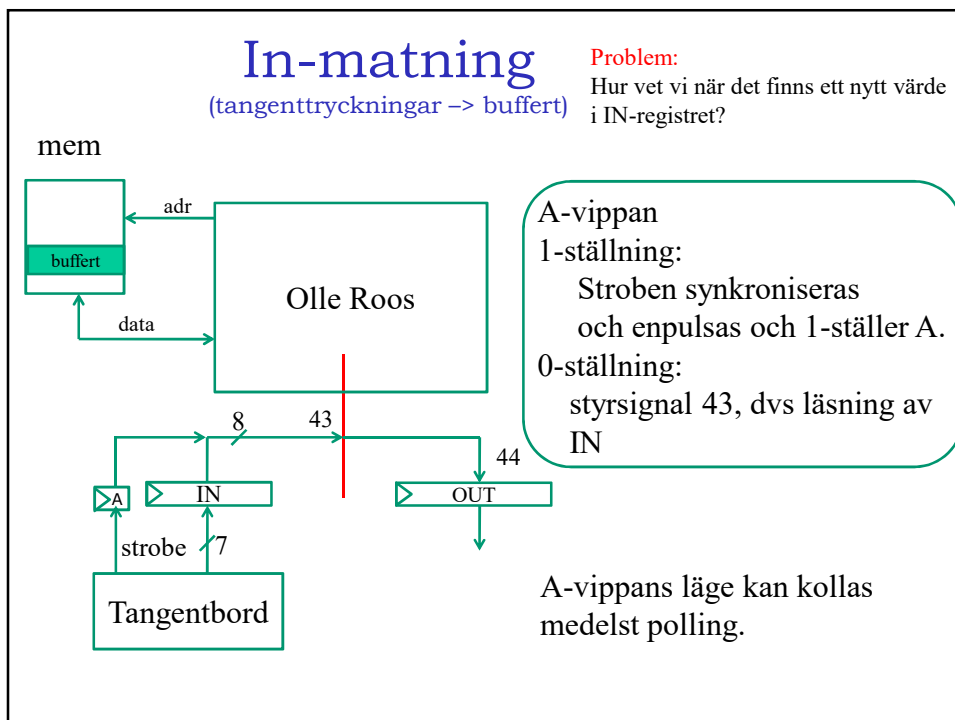 In-matning
(tangenttryckningar –> buffert)
Problem:
Hur vet vi när det finns ett nytt värde
i IN-registret?
mem
adr
buffert
data
Olle Roos
A-vippan
1-ställning:
Stroben synkroniseras
och enpulsas och 1-ställer A.
0-ställning:
styrsignal 43, dvs läsning av
IN
8
43
44
A
IN
OUT
strobe
7
Tangentbord
A-vippans läge kan kollas
medelst polling.